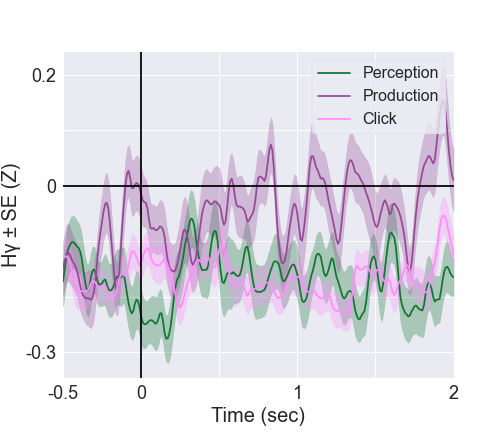 Perception
Production
Click
0.2
0
-0.3
Hγ ± SE (Z)
-0.5
0
1
2
Time (sec)